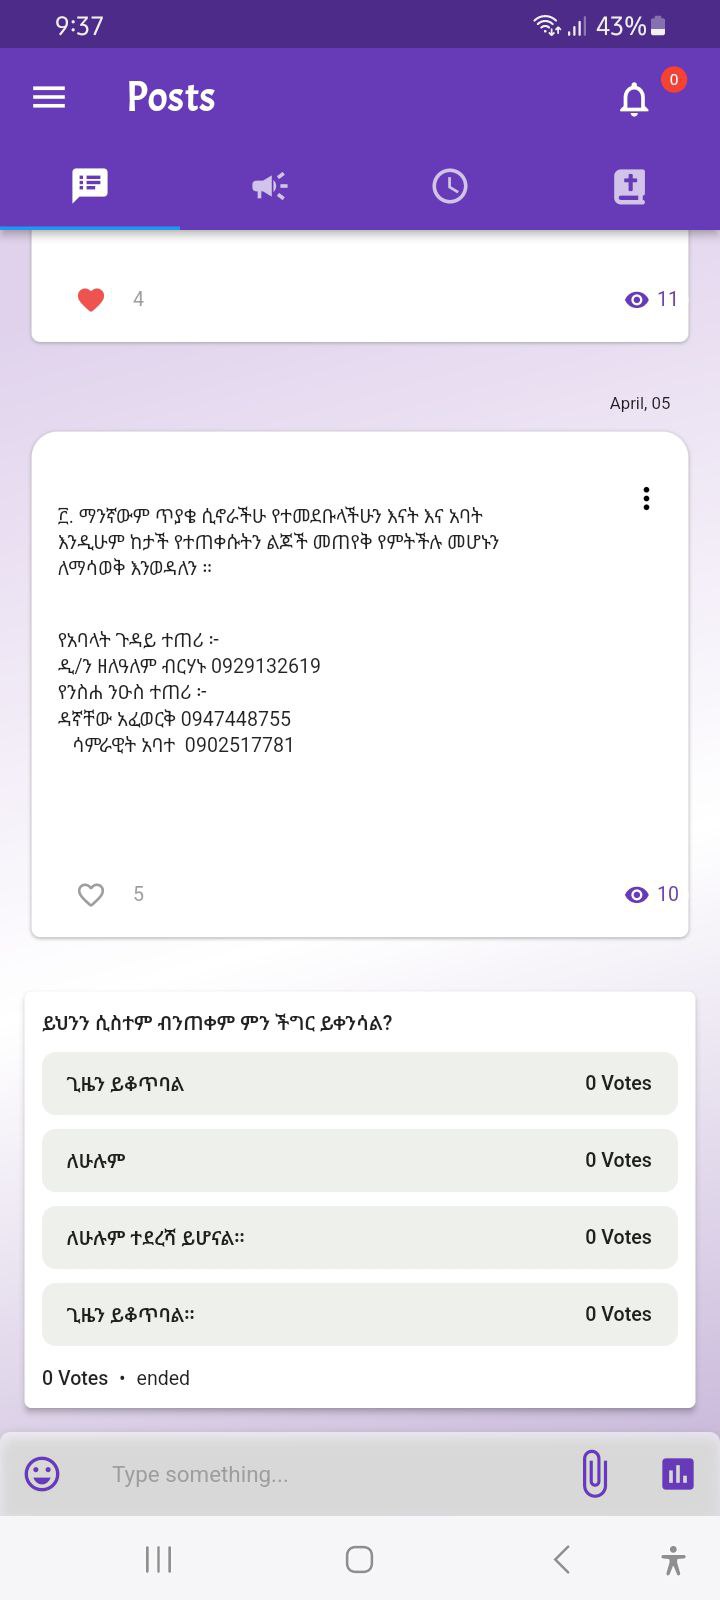 9:37
43%
Posts
0
4
11
April, 05
፫. ማንኛውም ጥያቄ ሲኖራችሁ የተመደቡላችሁን እናት እና አባት
እንዲሁም ከታች የተጠቀሱትን ልጆች መጠየቅ የምትችሉ መሆኑን
ለማሳወቅ እንወዳለን ።
የአባላት ጉዳይ ተጠሪ ፦
ዲ/ን ዘለዓለም ብርሃኑ 0929132619
የንስሐ ንዑስ ተጠሪ ፦
ዳኛቸው አፈወርቅ 0947448755
ሳምራዊት አባተ 0902517781
5
10
ይህንን ሲስተም ብንጠቀም ምን ችግር ይቀንሳል?
ጊዜን ይቆጥባል 0 Votes
ለሁሉም 0 Votes
ለሁሉም ተደረሻ ይሆናል። 0 Votes
ጊዜን ይቆጥባል። 0 Votes
0 Votes • ended
Type something...